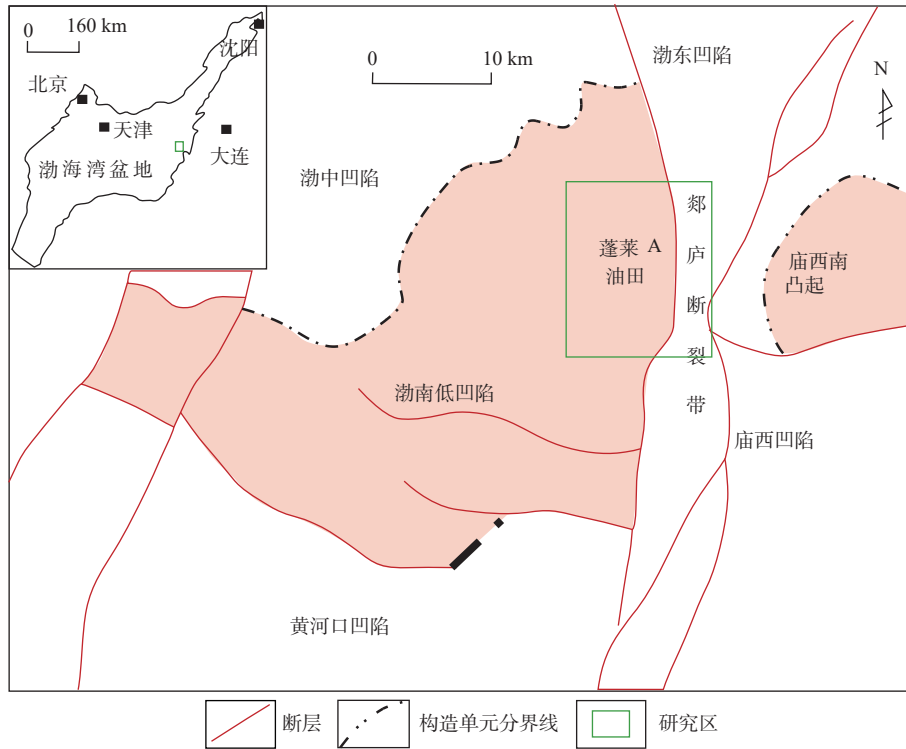 0 160 km
沈阳
北京
天津
大连
渤海湾盆地
0 10 km
渤东凹陷
N
渤中凹陷
郯庐断裂带
蓬莱 A
油田
庙西南
凸起
渤南低凹陷
庙西凹陷
黄河口凹陷
断层
构造单元分界线
研究区